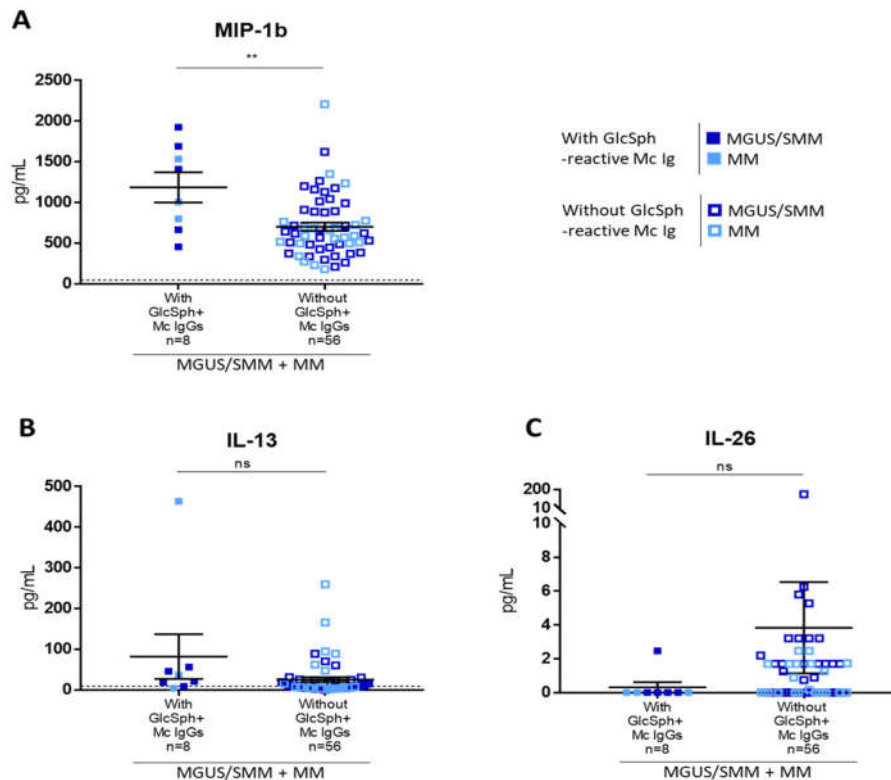 A
MIP-1b
**
2500
2000
1500
1000
500
0
pg/mL
With
GlcSph+
Mc IgGs
n=8
Without
GlcSph+
Mc IgGs
n=56
MGUS/SMM + MM
With GlcSph
-reactive Mc Ig
MGUS/SMM
MM
Without GlcSph
-reactive Mc Ig
MGUS/SMM
MM
B
IL-13
ns
500
400
300
200
100
0
pg/mL
With
GlcSph+
Mc IgGs
n=8
Without
GlcSph+
Mc IgGs
n=56
MGUS/SMM + MM
C
IL-26
ns
200
10
10
8
6
4
2
0
pg/mL
With
GlcSph+
Mc IgGs
n=8
Without
GlcSph+
Mc IgGs
n=56
MGUS/SMM + MM